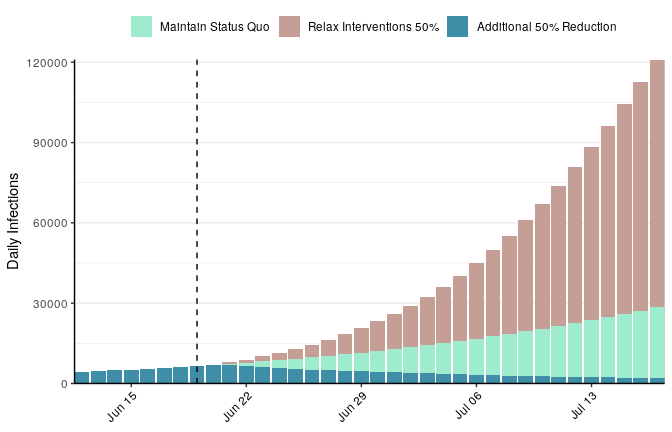 Maintain Status Quo Relax Interventions 50% Additional 50% Reduction
Daily Infections
120000
90000
60000
30000
0
Jun 15 Jun 22 Jun 29 Jul 06 Jul 13